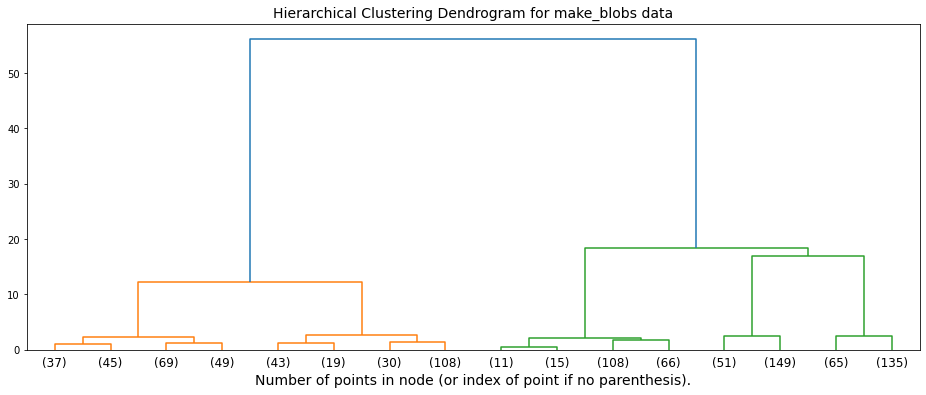 Hierarchical Clustering Dendrogram for make_blobs data
50
40
30
20
10
0
(37) (45) (69) (49) (43) (19) (30) (108) (11) (15) (108) (66) (51) (149) (65) (135)
Number of points in node (or index of point if no parenthesis).